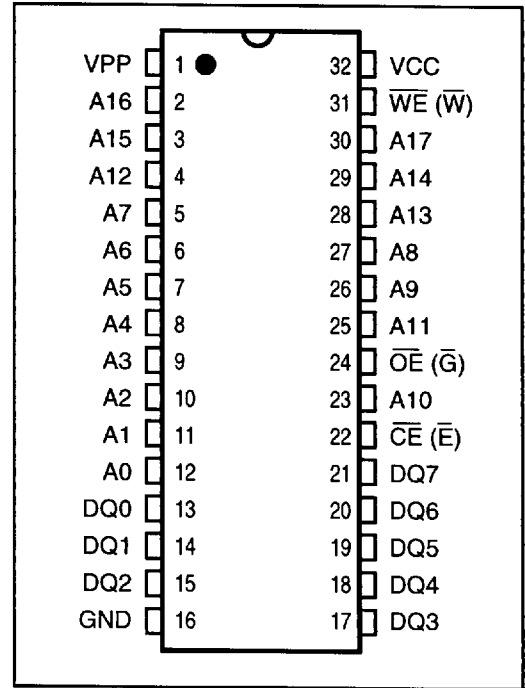 VPP 1 32 VCC
A16 2 31 W̅E̅ (W̅)
A15 3 30 A17
A12 4 29 A14
A7 5 28 A13
A6 6 27 A8
A5 7 26 A9
A4 8 25 A11
A3 9 24 O̅E̅ (G̅)
A2 10 23 A10
A1 11 22 C̅E̅ (E̅)
A0 12 21 DQ7
DQ0 13 20 DQ6
DQ1 14 19 DQ5
DQ2 15 18 DQ4
GND 16 17 DQ3